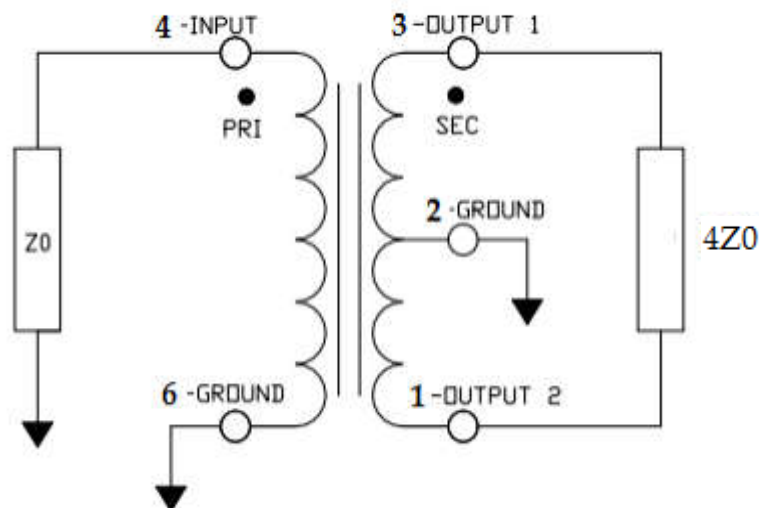 4 -INPUT
3 -OUTPUT 1
PRI
SEC
2 -GROUND
Z0
4Z0
6 -GROUND
1 -OUTPUT 2